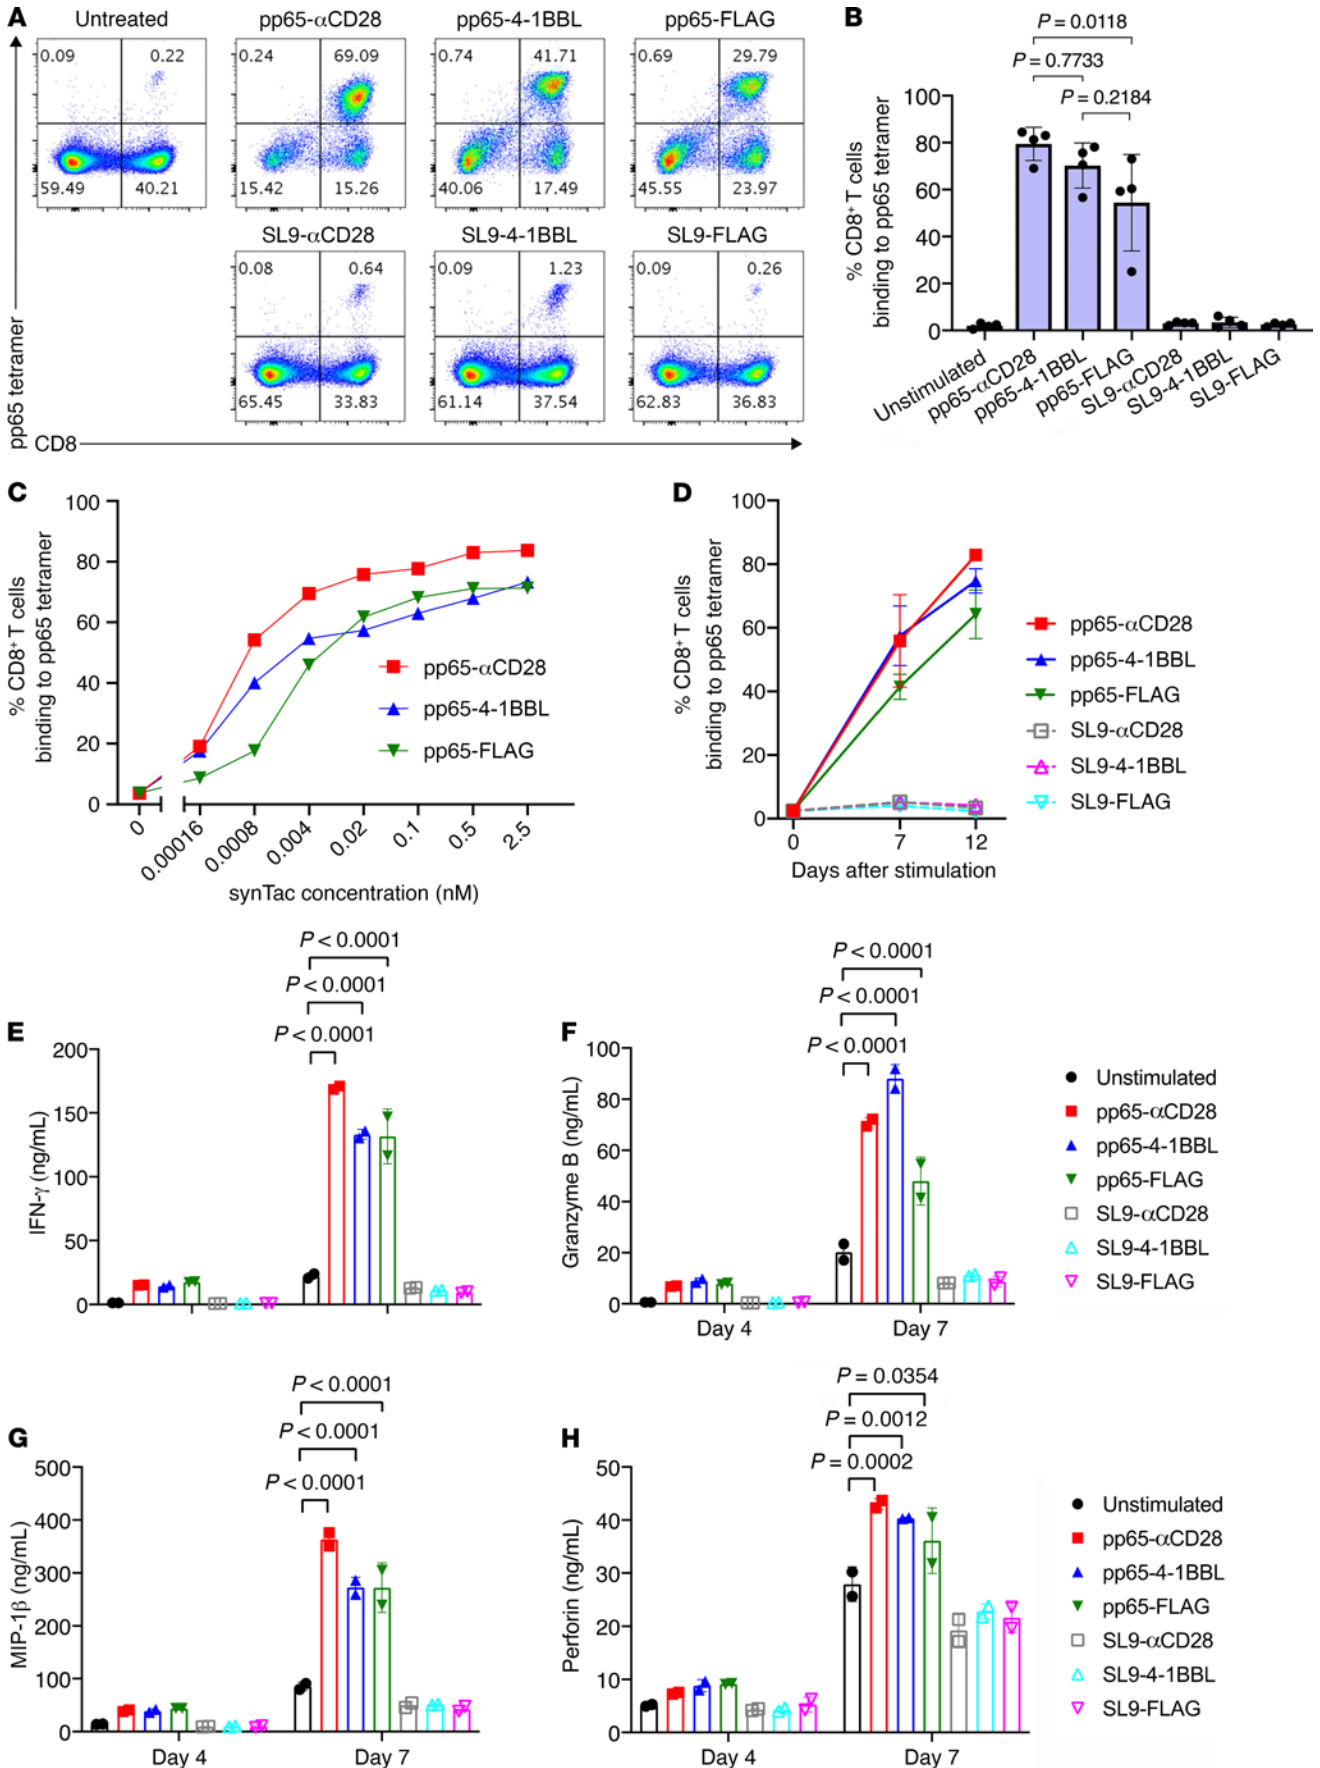 A
Untreated
pp65-αCD28
pp65-4-1BBL
pp65-FLAG
0.09 0.22
59.49 40.21
0.24 69.09
15.42 15.26
0.74 41.71
40.06 17.49
0.69 29.79
45.55 23.97
SL9-αCD28
SL9-4-1BBL
SL9-FLAG
0.08 0.64
65.45 33.83
0.09 1.23
61.14 37.54
0.09 0.26
62.83 36.83
pp65 tetramer
CD8
B
P = 0.0118
P = 0.7733
P = 0.2184
% CD8⁺ T cells
binding to pp65 tetramer
100
80
60
40
20
0
Unstimulated
pp65-αCD28
pp65-4-1BBL
pp65-FLAG
SL9-αCD28
SL9-4-1BBL
SL9-FLAG
C
% CD8⁺ T cells
binding to pp65 tetramer
100
80
60
40
20
0
pp65-αCD28
pp65-4-1BBL
pp65-FLAG
0 0.00016 0.0008 0.004 0.02 0.1 0.5 2.5
synTac concentration (nM)
D
% CD8⁺ T cells
binding to pp65 tetramer
100
80
60
40
20
0
0 7 12
Days after stimulation
pp65-αCD28
pp65-4-1BBL
pp65-FLAG
SL9-αCD28
SL9-4-1BBL
SL9-FLAG
E
P < 0.0001
P < 0.0001
P < 0.0001
IFN-γ (ng/mL)
200
150
100
50
0
F
P < 0.0001
P < 0.0001
P < 0.0001
Granzyme B (ng/mL)
100
80
60
40
20
0
Day 4 Day 7
Unstimulated
pp65-αCD28
pp65-4-1BBL
pp65-FLAG
SL9-αCD28
SL9-4-1BBL
SL9-FLAG
G
P < 0.0001
P < 0.0001
P < 0.0001
MIP-1β (ng/mL)
500
400
300
200
100
0
Day 4 Day 7
H
P = 0.0354
P = 0.0012
P = 0.0002
Perforin (ng/mL)
50
40
30
20
10
0
Day 4 Day 7
Unstimulated
pp65-αCD28
pp65-4-1BBL
pp65-FLAG
SL9-αCD28
SL9-4-1BBL
SL9-FLAG